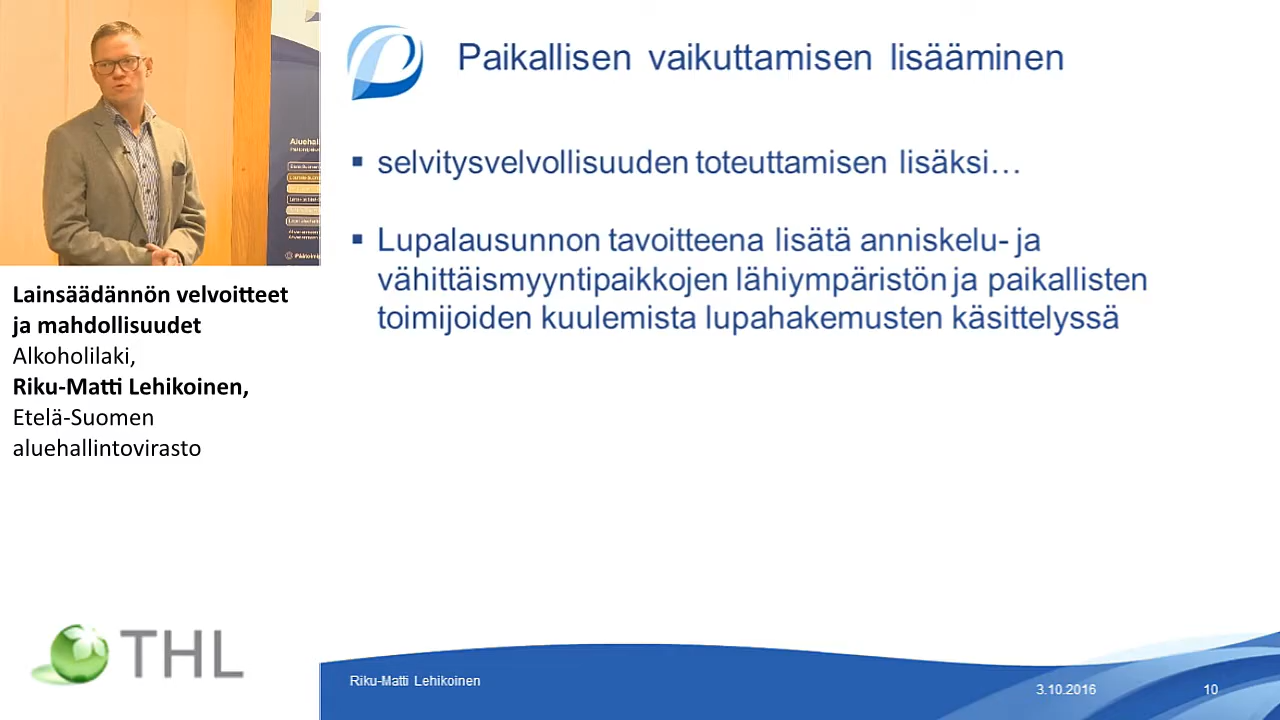 Paikallisen vaikuttamisen lisääminen
▪ selvitysvelvollisuuden toteuttamisen lisäksi…
▪ Lupalausunnon tavoitteena lisätä anniskelu- ja
vähittäismyyntipaikkojen lähiympäristön ja paikallisten
toimijoiden kuulemista lupahakemusten käsittelyssä
Lainsäädännön velvoitteet
ja mahdollisuudet
Alkoholilaki,
Riku-Matti Lehikoinen,
Etelä-Suomen
aluehallintovirasto
THL
Riku-Matti Lehikoinen
3.10.2016
10